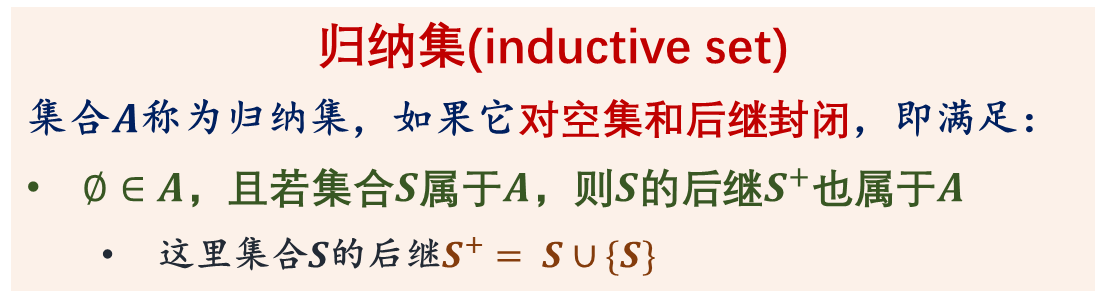 归纳集(inductive set)
集合A称为归纳集，如果它对空集和后继封闭，即满足：
• ∅ ∈ A，且若集合S属于A，则S的后继S⁺也属于A
• 这里集合S的后继S⁺ = S ∪ {S}